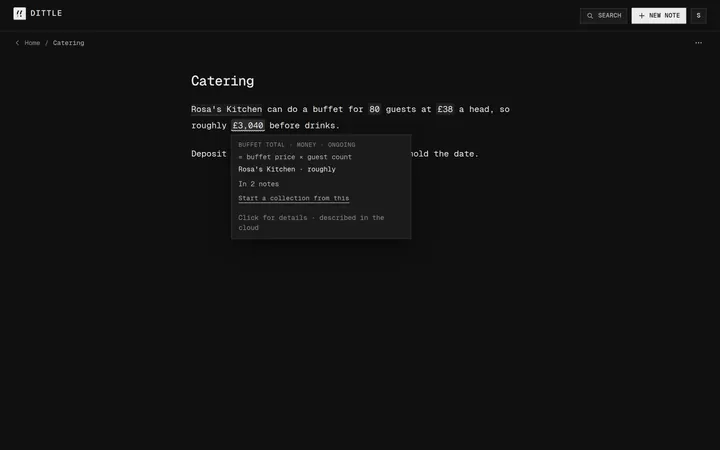 DITTLE
SEARCH
+ NEW NOTE
S
Home / Catering
...
Catering
Rosa's Kitchen can do a buffet for 80 guests at £38 a head, so
roughly £3,040 before drinks.
Deposit hold the date.
BUFFET TOTAL · MONEY · ONGOING
= buffet price × guest count
Rosa's Kitchen · roughly
In 2 notes
Start a collection from this
Click for details · described in the
cloud